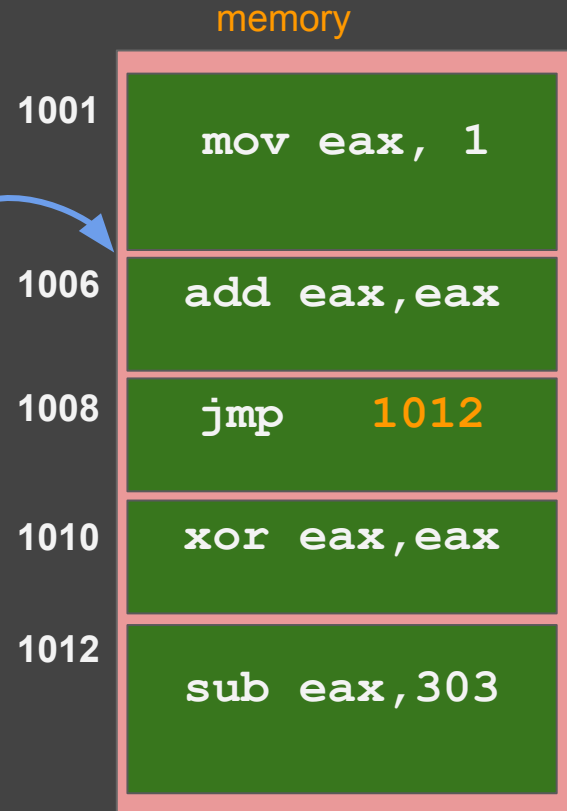 memory
1001
mov eax, 1
1006
add eax,eax
1008
jmp 1012
1010
xor eax,eax
1012
sub eax,303